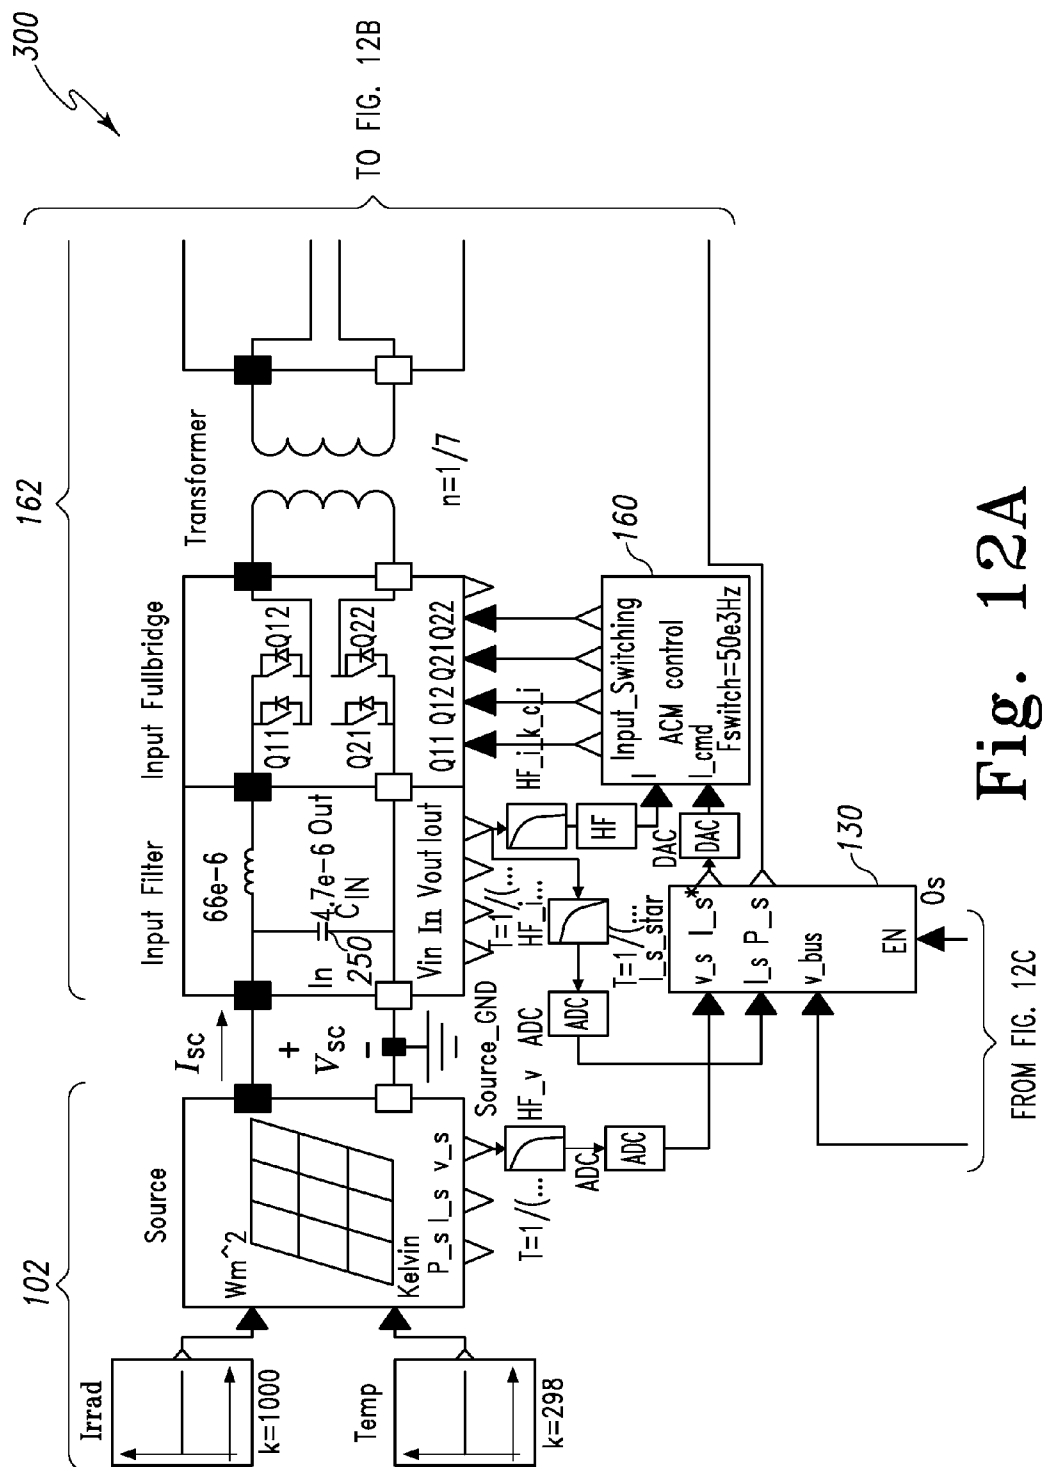 300
TO FIG. 12B
162
102
Irrad
k=1000
Temp
k=298
Source
Wm^2
Kelvin
P_s I_s v_s
I_SC
+
V_SC
-
Source_GND
Input Filter
66e-6
4.7e-6 Out
C_IN
In
250
Vin In Vout Iout
Input Fullbridge
Q11
Q12
Q21
Q22
Q11 Q12 Q21 Q22
Transformer
n=1/7
HF_v
T=1/(...
ADC
ADC
T=1/(...
HF_i...
ADC
ADC
HF_i_k_c_i
HF
T=1/(...
I_s_star
DAC
DAC
160
Input_Switching
I
ACM control
I_cmd
Fswitch=50e3Hz
130
v_s I_s*
I_s P_s
v_bus
EN
Os
FROM FIG. 12C
Fig. 12A